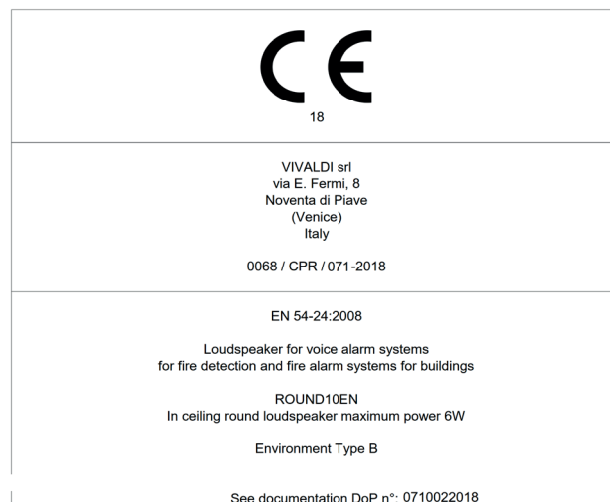 CE
18
VIVALDI srl
via E. Fermi, 8
Noventa di Piave
(Venice)
Italy
0068 / CPR / 071-2018
EN 54-24:2008
Loudspeaker for voice alarm systems
for fire detection and fire alarm systems for buildings
ROUND10EN
In ceiling round loudspeaker maximum power 6W
Environment Type B
See documentation DoP n°: 0710022018